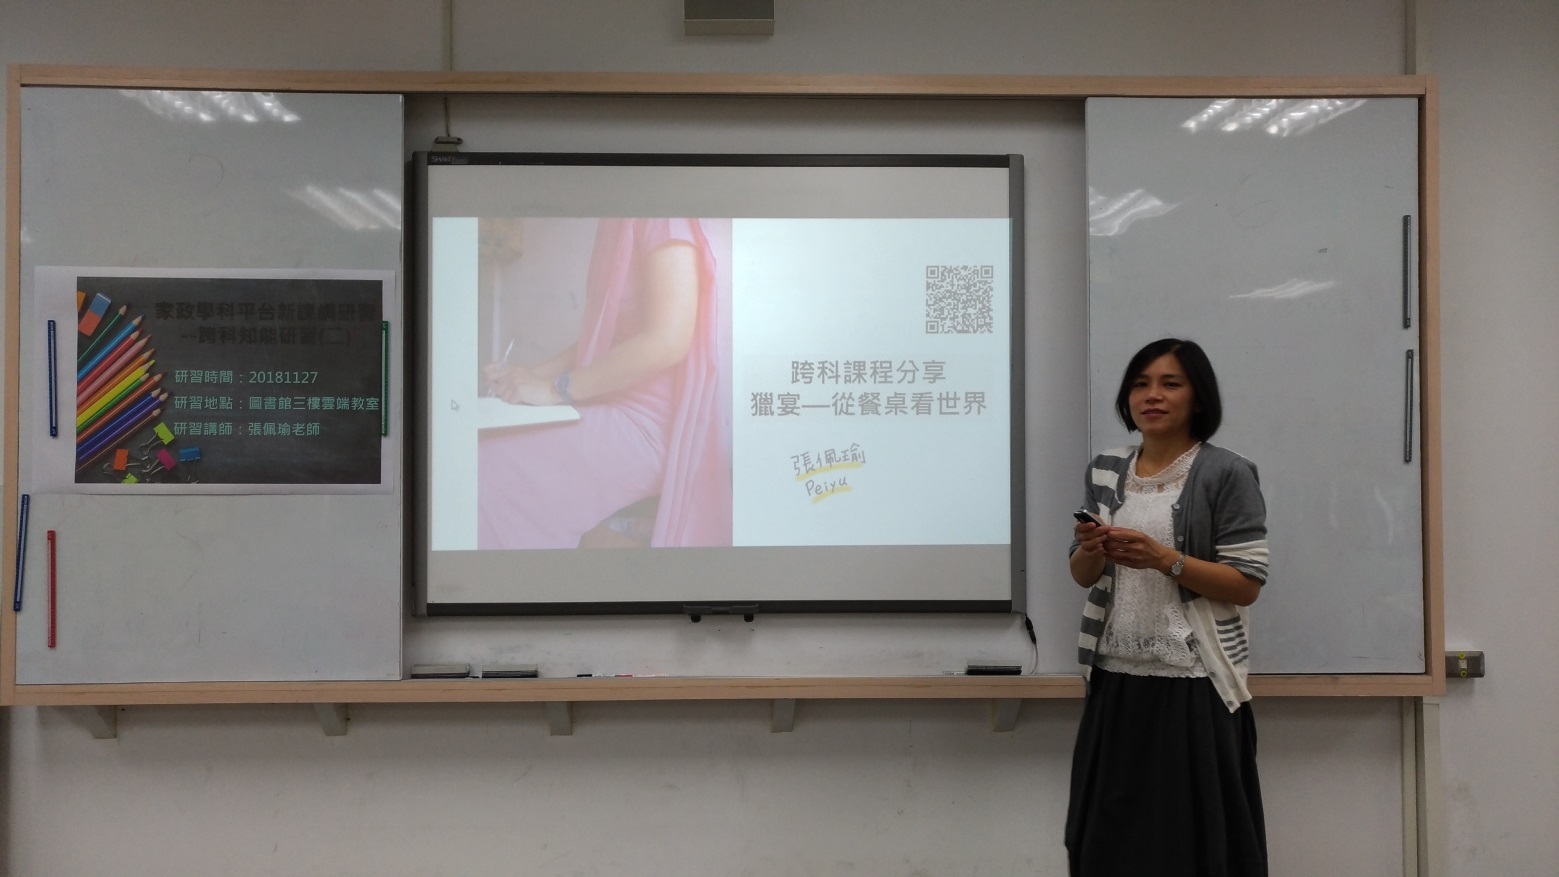 家政學科平台新課綱研習
--跨科知能研習(二)
研習時間：20181127
研習地點：圖書館三樓雲端教室
研習講師：張佩瑜老師
SMART
跨科課程分享
獵宴—從餐桌看世界
張佩瑜
Peiyu